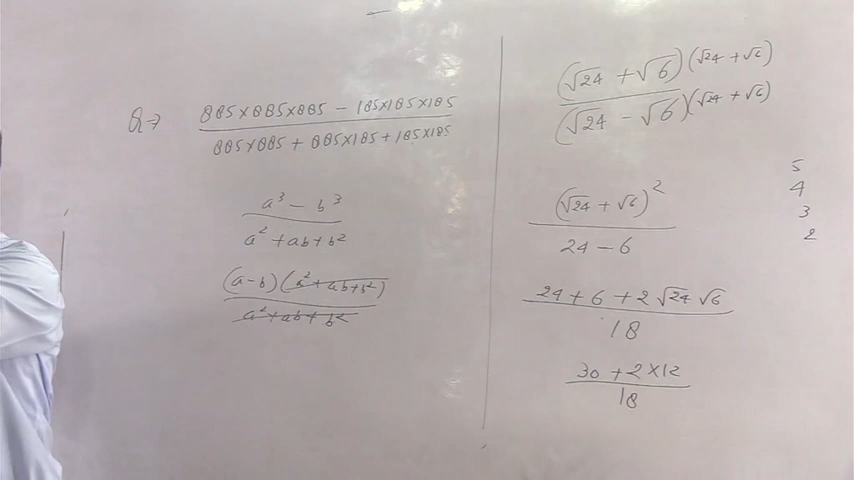 Q→ 885×885×885 - 185×185×185
885×885 + 885×185 + 185×185
a³ - b³
a² + ab + b²
(a-b)(a² + ab + b²)
a² + ab + b²
(√24 + √6)(√24 + √6)
(√24 - √6)(√24 + √6)
(√24 + √6)²
24 - 6
24 + 6 + 2√24 √6
18
30 + 2×12
18
5
4
3
2